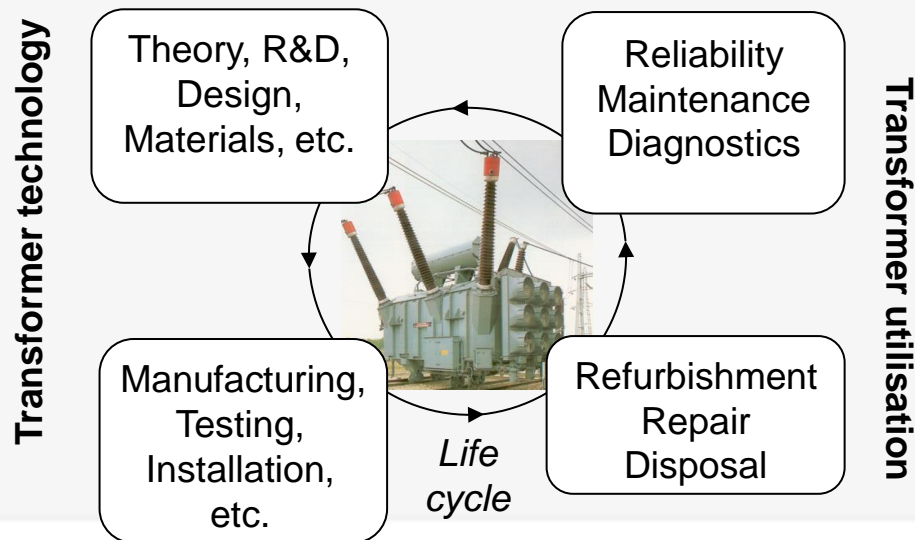 Transformer technology
Theory, R&D,
Design,
Materials, etc.
Reliability
Maintenance
Diagnostics
Transformer utilisation
Manufacturing,
Testing,
Installation,
etc.
Life
cycle
Refurbishment
Repair
Disposal